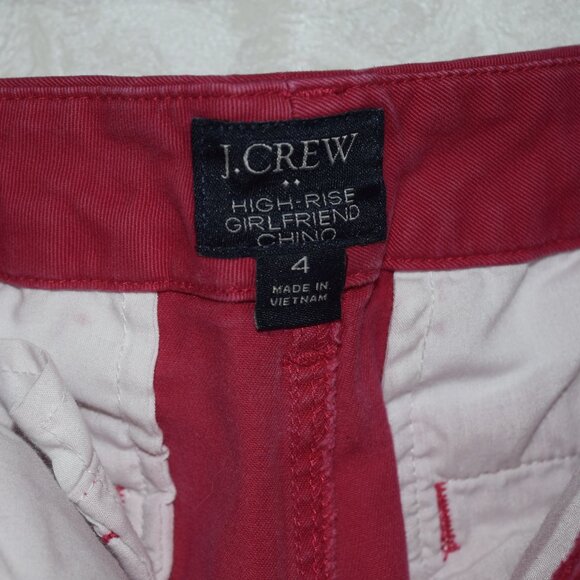 J.CREW
HIGH-RISE
GIRLFRIEND
CHINO
4
MADE IN
VIETNAM